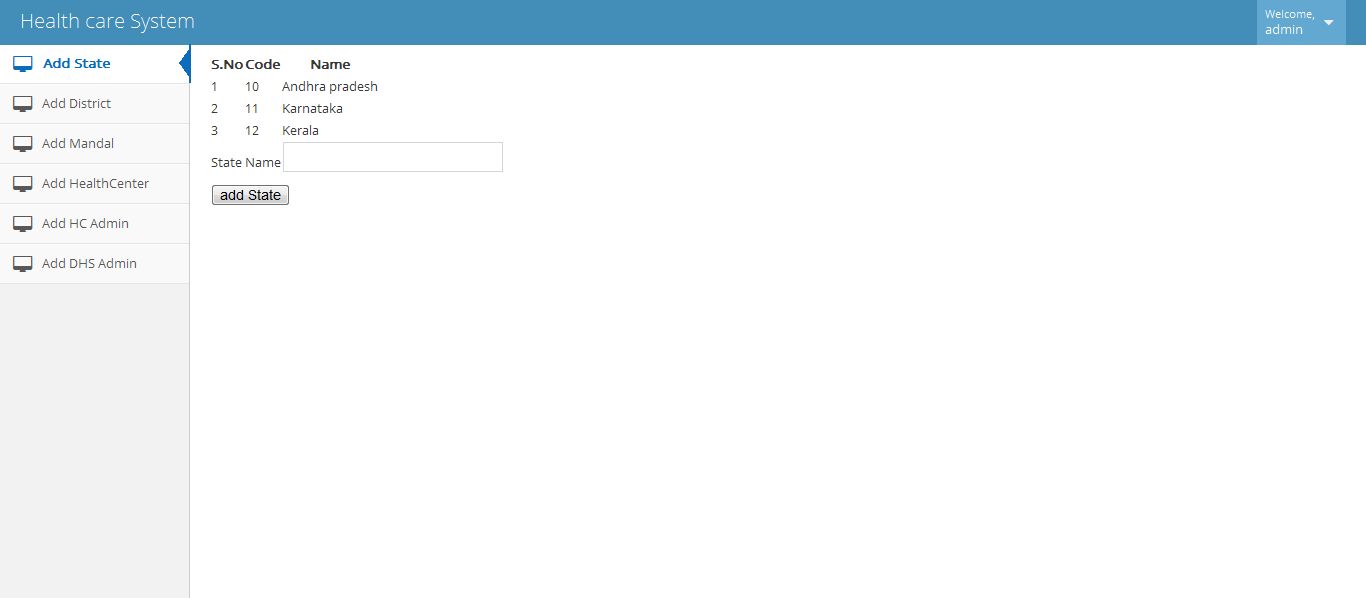 Health care System
Welcome,
admin
Add State
Add District
Add Mandal
Add HealthCenter
Add HC Admin
Add DHS Admin
S.No Code Name
1 10 Andhra pradesh
2 11 Karnataka
3 12 Kerala
State Name
add State